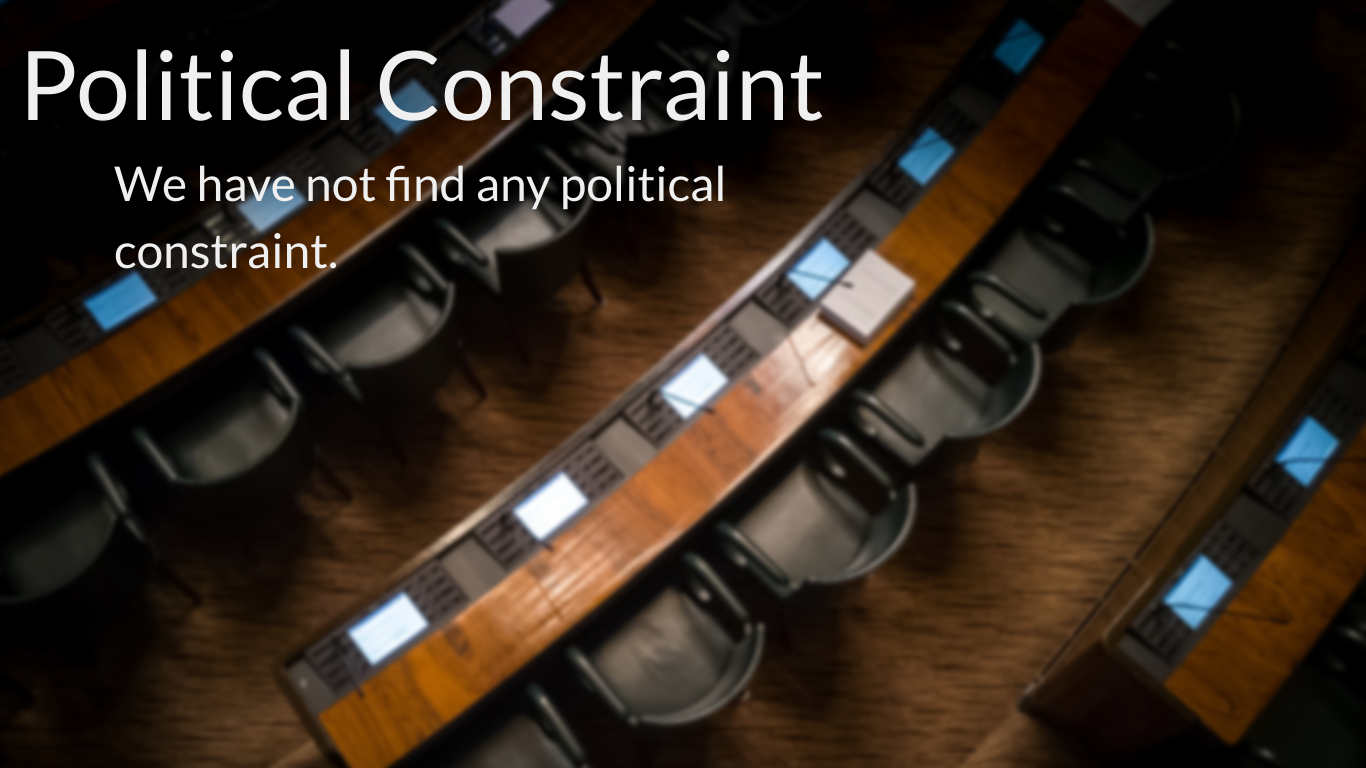 Political Constraint
We have not find any political
constraint.